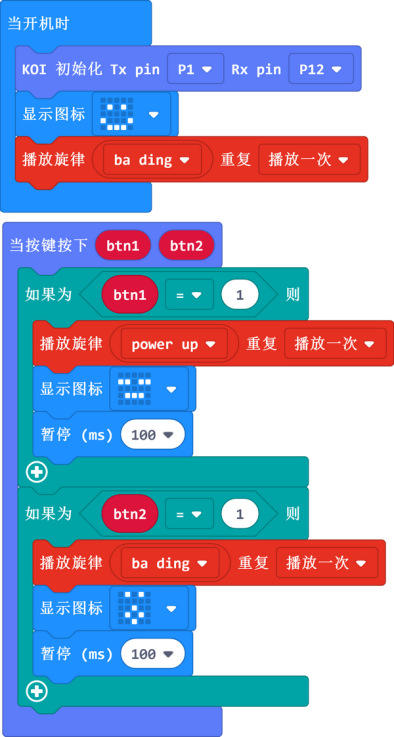 当开机时
KOI 初始化 Tx pin P1 Rx pin P12
显示图标
播放旋律 ba ding 重复 播放一次
当按键按下 btn1 btn2
如果为 btn1 = 1 则
播放旋律 power up 重复 播放一次
显示图标
暂停 (ms) 100
如果为 btn2 = 1 则
播放旋律 ba ding 重复 播放一次
显示图标
暂停 (ms) 100